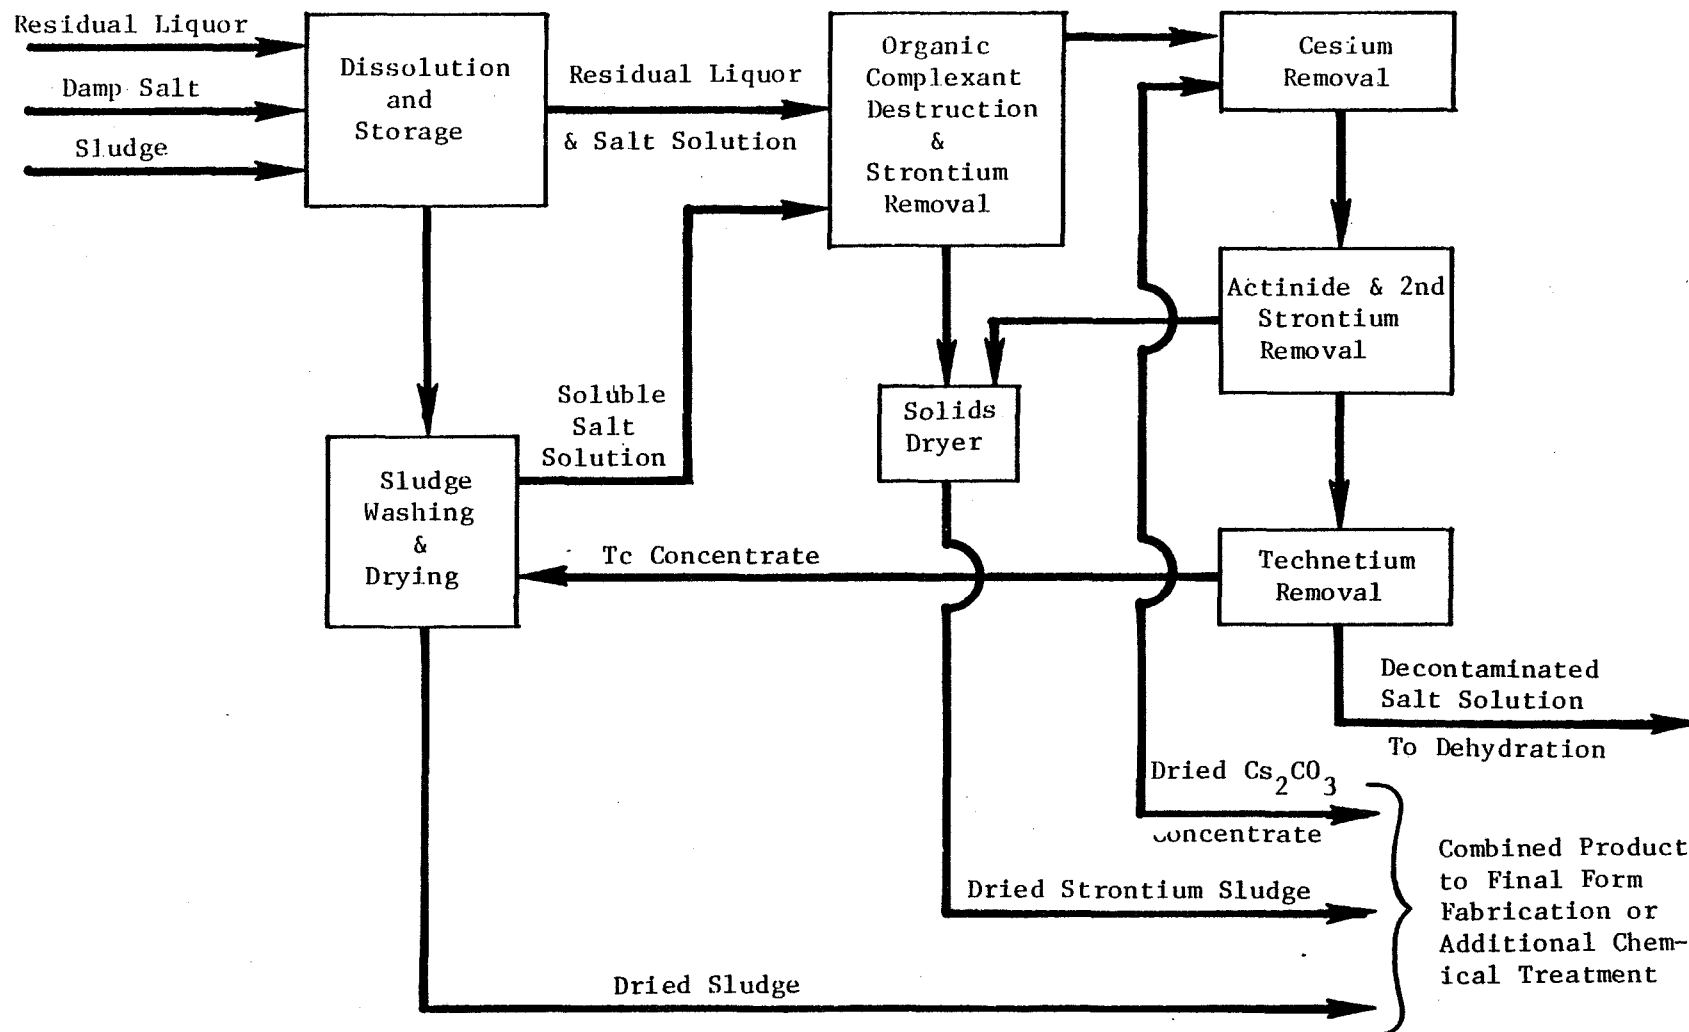 Residual Liquor
Damp Salt
Sludge
Dissolution
and
Storage
Residual Liquor
& Salt Solution
Organic
Complexant
Destruction
&
Strontium
Removal
Cesium
Removal
Actinide & 2nd
Strontium
Removal
Solids
Dryer
Soluble
Salt
Solution
Sludge
Washing
&
Drying
Tc Concentrate
Technetium
Removal
Decontaminated
Salt Solution
To Dehydration
Dried Cs₂CO₃
Concentrate
Dried Strontium Sludge
Dried Sludge
Combined Product
to Final Form
Fabrication or
Additional Chem-
ical Treatment